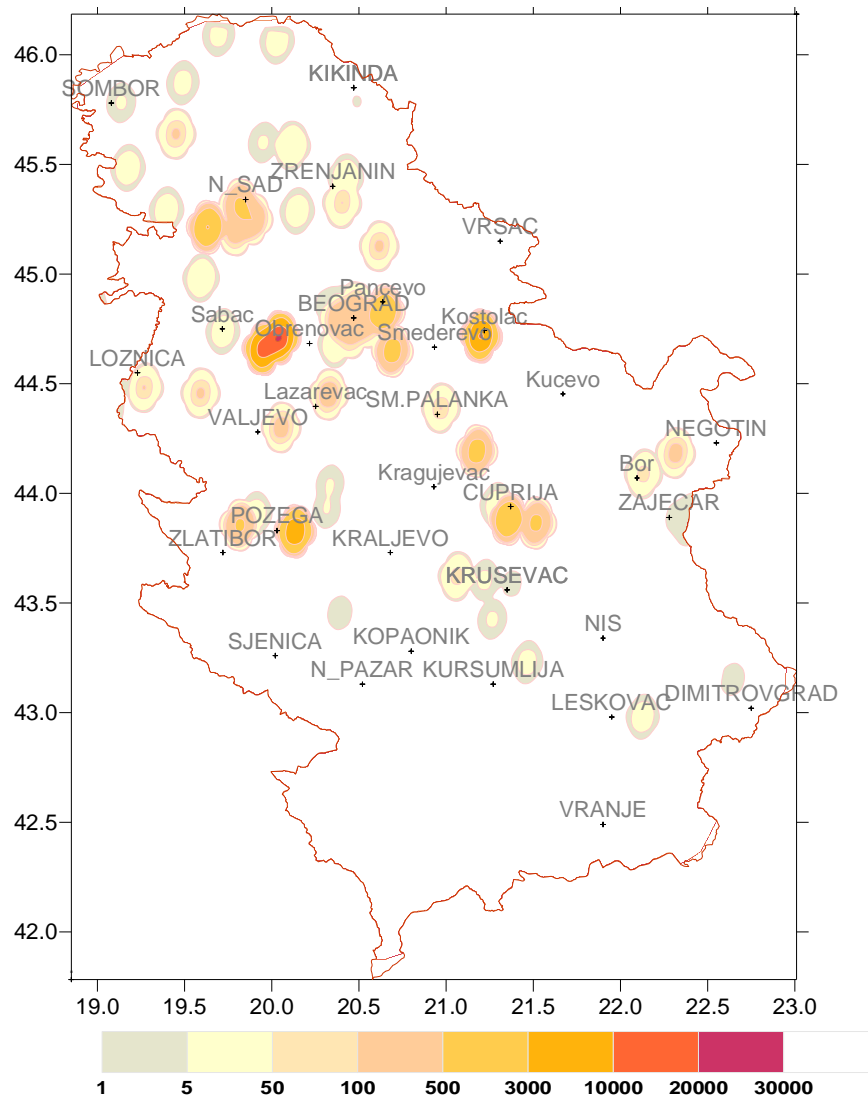 46.0
KIKINDA
SOMBOR
45.5
ZRENJANIN
N_SAD
VRSAC
45.0
Pancevo
BEOGRAD
Sabac
Kostolac
Obrenovac
Smederevo
LOZNICA
44.5
Kucevo
Lazarevac
SM.PALANKA
VALJEVO
NEGOTIN
Bor
Kragujevac
44.0
CUPRIJA
ZAJECAR
POZEGA
ZLATIBOR
KRALJEVO
KRUSEVAC
43.5
NIS
SJENICA
KOPAONIK
N_PAZAR
KURSUMLIJA
DIMITROVGRAD
43.0
LESKOVAC
VRANJE
42.5
42.0
19.0 19.5 20.0 20.5 21.0 21.5 22.0 22.5 23.0
1 5 50 100 500 3000 10000 20000 30000